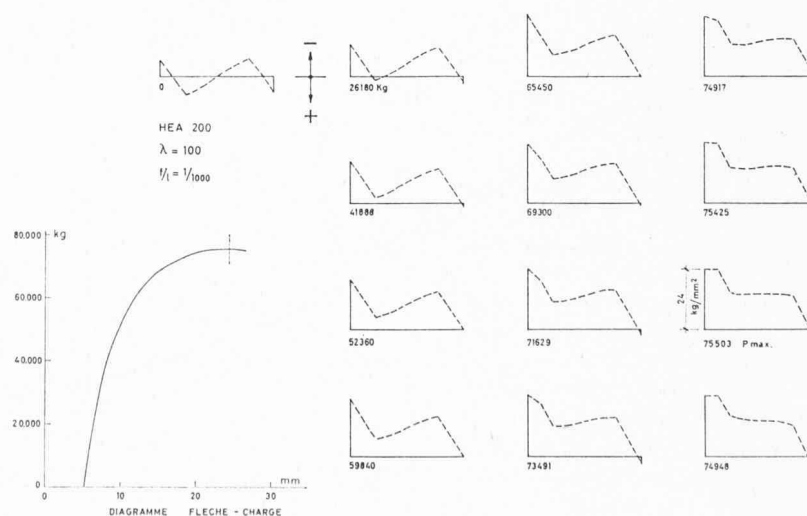 0
−
+
HEA 200
λ = 100
f/l = 1/1000
26180 Kg
41888
52360
59840
65450
69300
71629
73491
74917
75425
24
kg/mm²
75503 P max.
74948
80.000
kg
60.000
40.000
20.000
0
0
10
20
30
mm
DIAGRAMME FLECHE - CHARGE